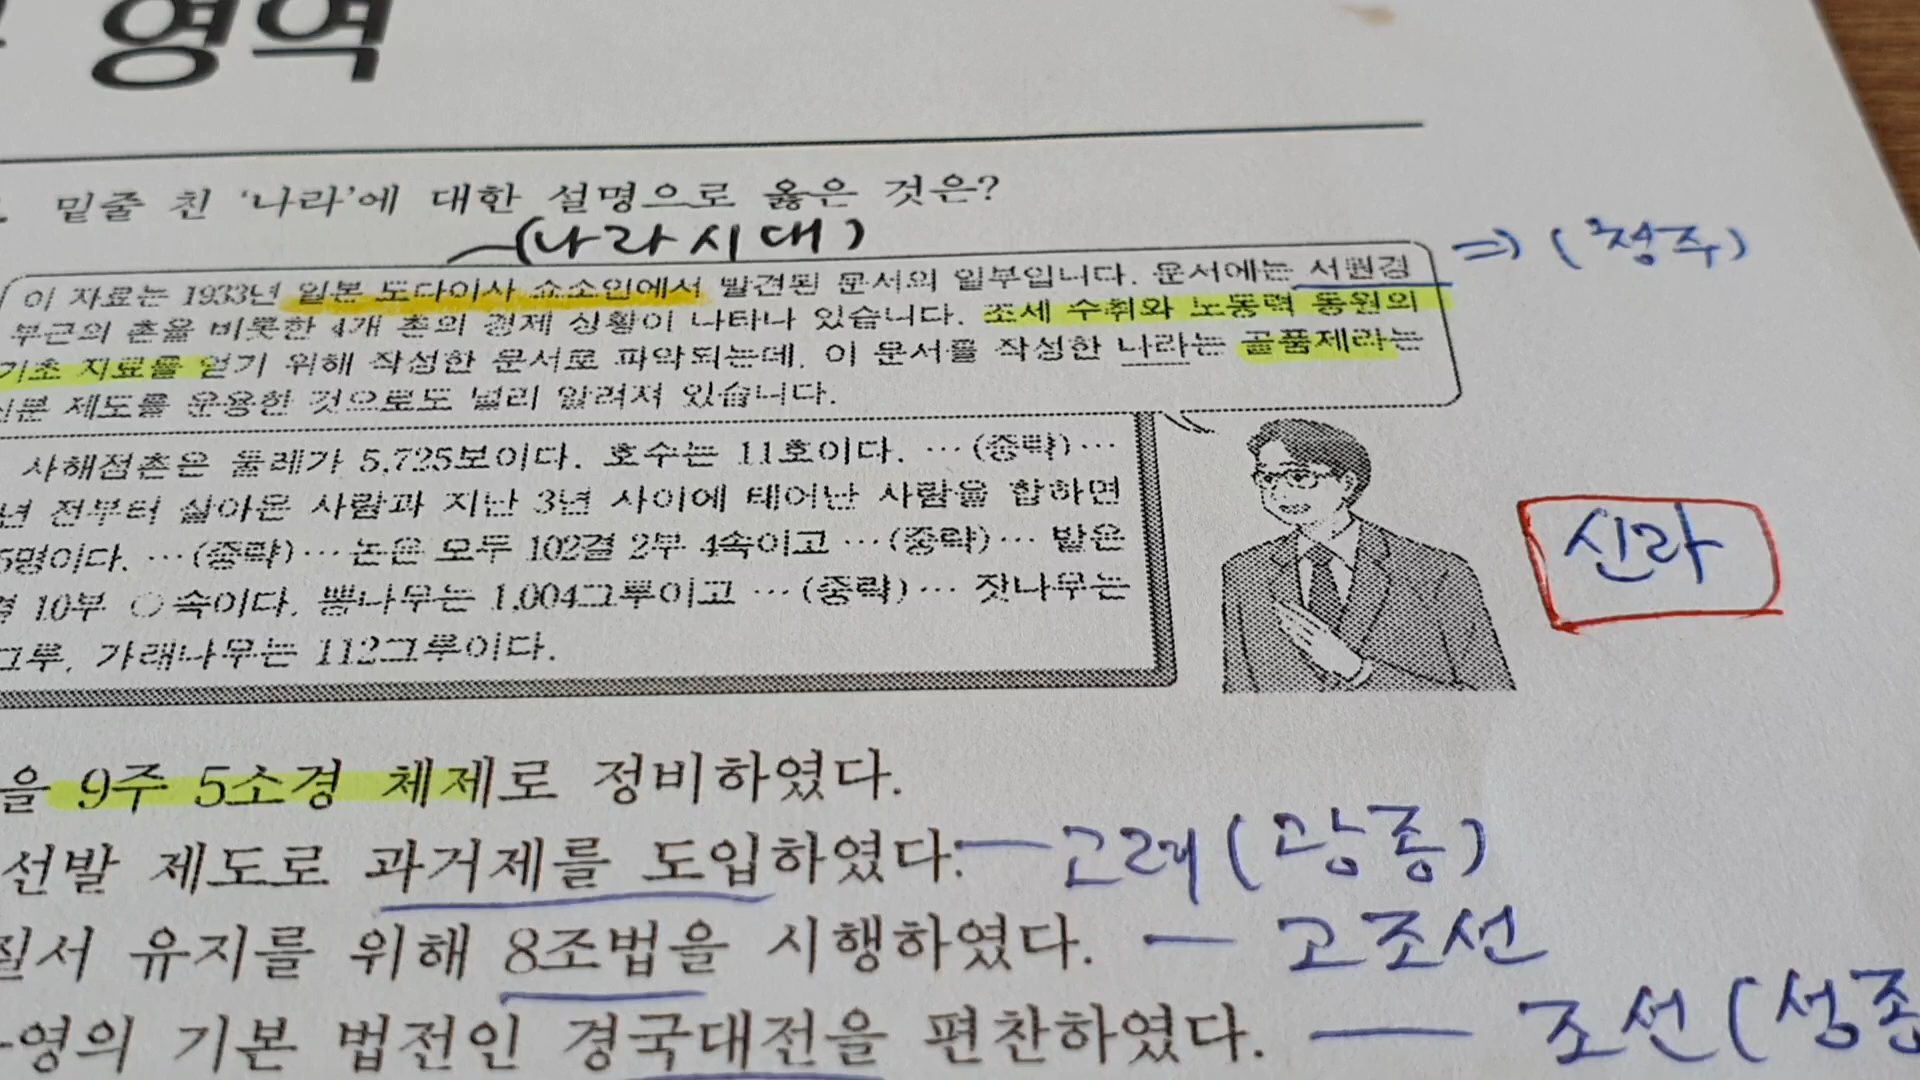 영역
밑줄 친 '나라'에 대한 설명으로 옳은 것은?
(나라시대)
이 자료는 1933년 일본 도다이사 쇼소인에서 발견된 문서의 일부입니다. 문서에는 서원경
⇒ (청주)
부근의 촌을 비롯한 4개 촌의 경제 상황이 나타나 있습니다. 조세 수취와 노동력 동원의
기초 자료를 얻기 위해 작성한 문서로 파악되는데, 이 문서를 작성한 나라는 골품제라는
신분 제도를 운용한 것으로도 널리 알려져 있습니다.
사해점촌은 둘레가 5,725보이다. 호수는 11호이다. … (중략) …
년 전부터 살아온 사람과 지난 3년 사이에 태어난 사람을 합하면
5명이다. … (중략) … 논은 모두 102결 2부 4속이고 … (중략) … 밭은
결 10부 ○속이다. 뽕나무는 1,004그루이고 … (중략) … 잣나무는
그루, 가래나무는 112그루이다.
신라
을 9주 5소경 체제로 정비하였다.
선발 제도로 과거제를 도입하였다. — 고려 (광종)
질서 유지를 위해 8조법을 시행하였다. — 고조선
영의 기본 법전인 경국대전을 편찬하였다. — 조선 (성종